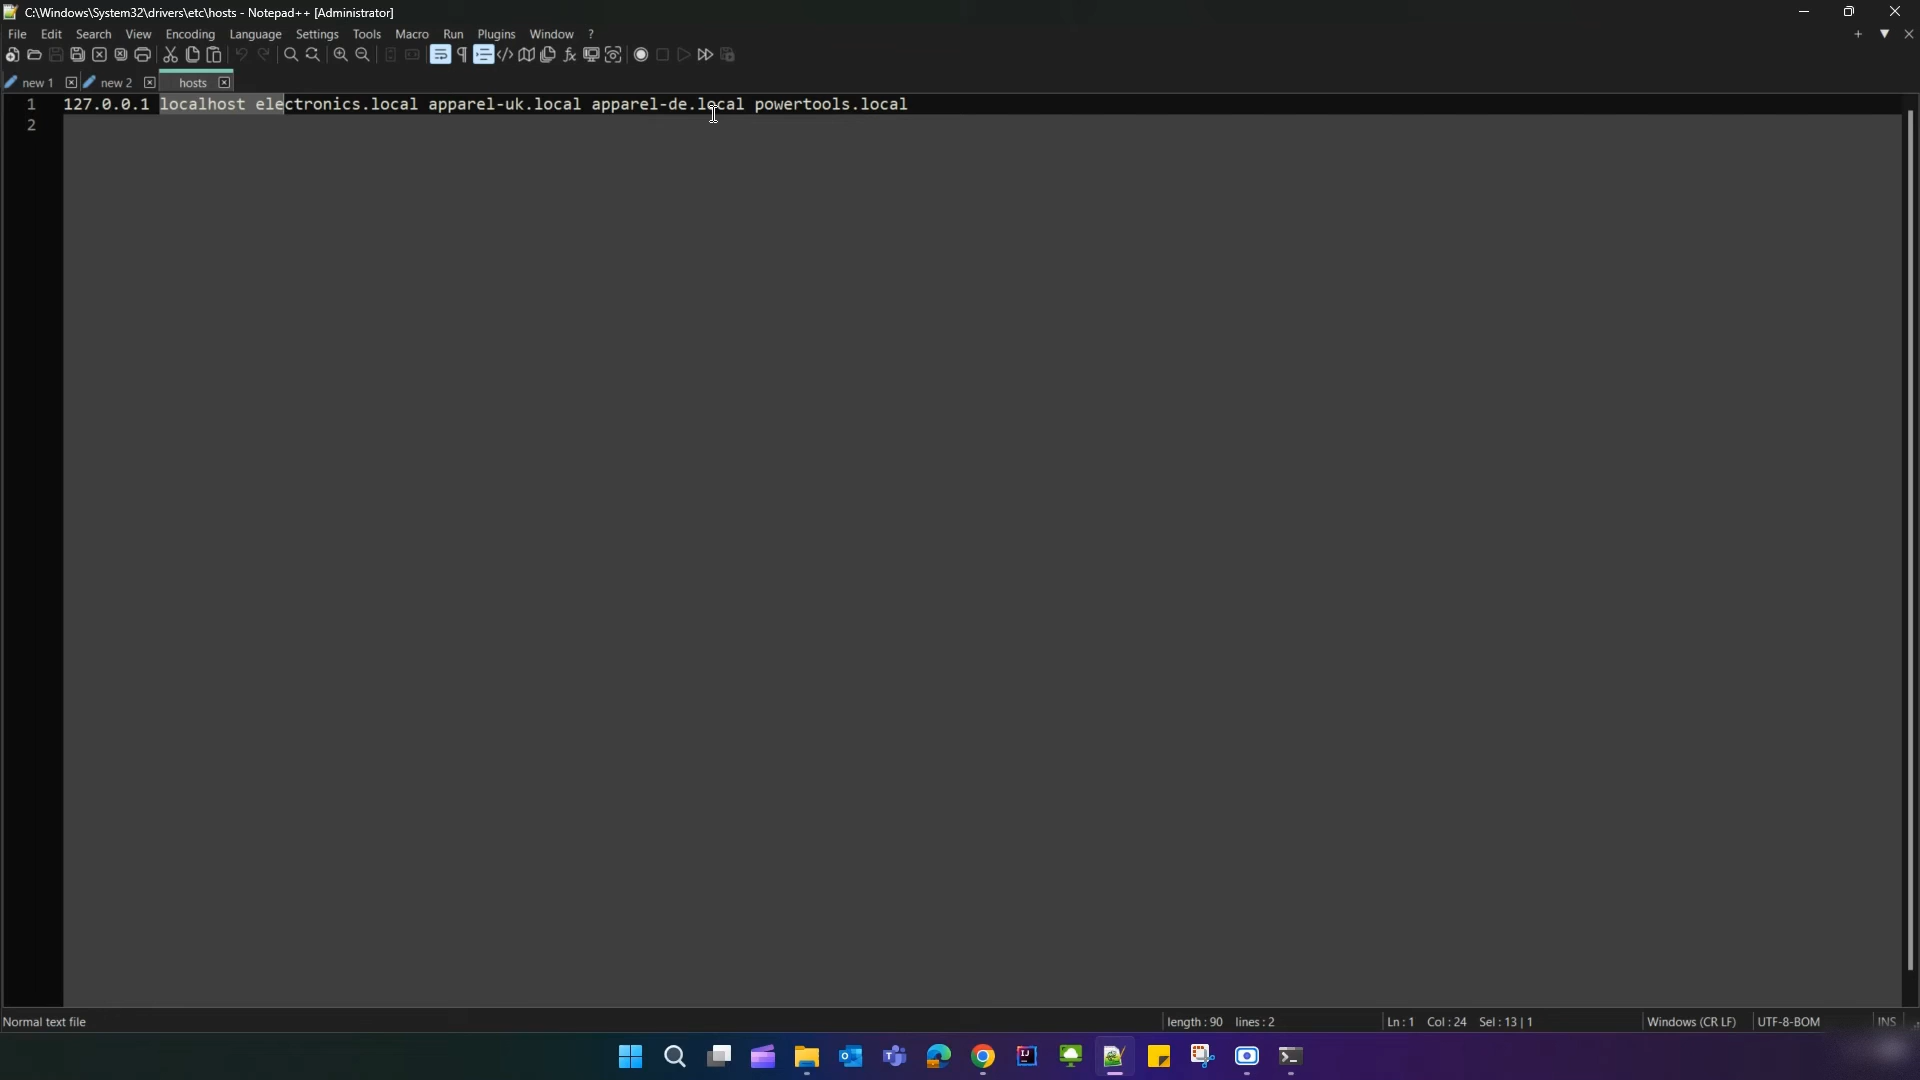 C:\Windows\System32\drivers\etc\hosts - Notepad++ [Administrator]
File Edit Search View Encoding Language Settings Tools Macro Run Plugins Window ?
new 1 new 2 hosts
1 127.0.0.1 localhost electronics.local apparel-uk.local apparel-de.local powertools.local
2
Normal text file length : 90 lines : 2 Ln : 1 Col : 24 Sel : 13 | 1 Windows (CR LF) UTF-8-BOM INS